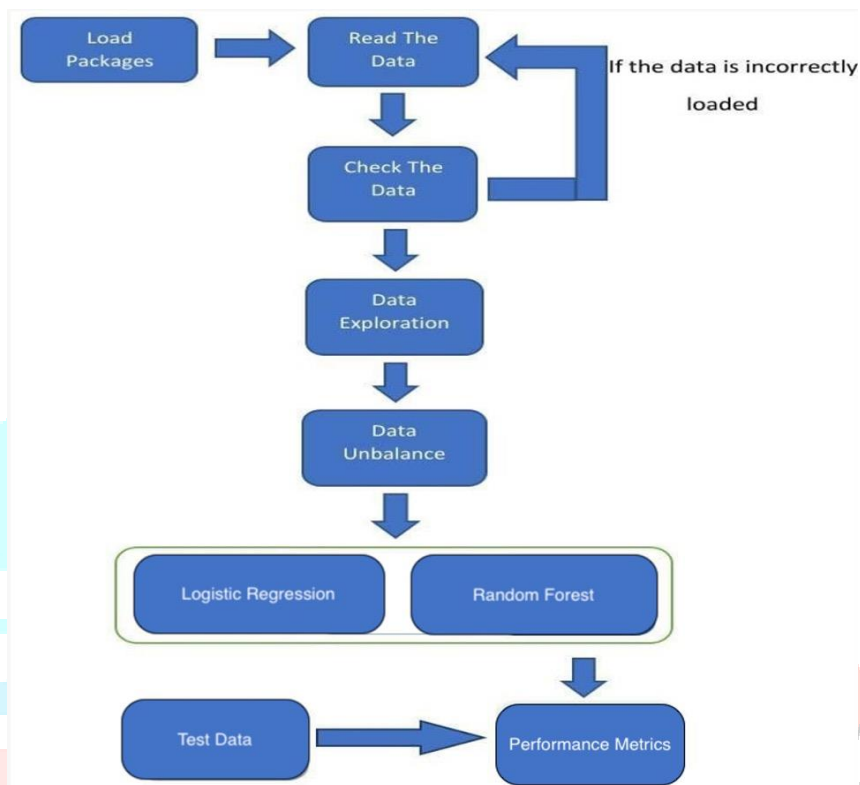 Load
Packages
Read The
Data
If the data is incorrectly
loaded
Check The
Data
Data
Exploration
Data
Unbalance
Logistic Regression
Random Forest
Test Data
Performance Metrics